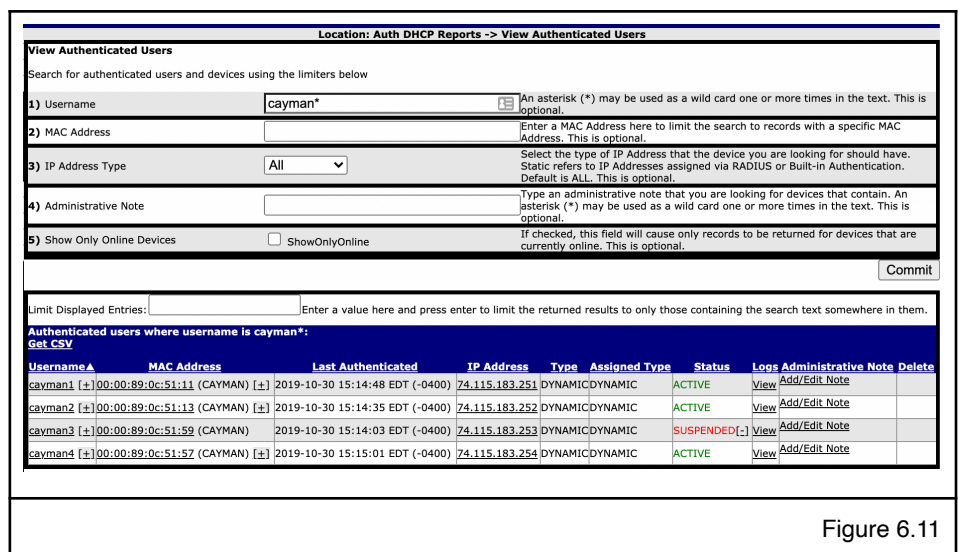 Location: Auth DHCP Reports -> View Authenticated Users
View Authenticated Users
Search for authenticated users and devices using the limiters below
1) Username cayman* An asterisk (*) may be used as a wild card one or more times in the text. This is
optional.
2) MAC Address Enter a MAC Address here to limit the search to records with a specific MAC
Address. This is optional.
3) IP Address Type All Select the type of IP Address that the device you are looking for should have.
Static refers to IP Addresses assigned via RADIUS or Built-in Authentication.
Default is ALL. This is optional.
4) Administrative Note Type an administrative note that you are looking for devices that contain. An
asterisk (*) may be used as a wild card one or more times in the text. This is
optional.
5) Show Only Online Devices ShowOnlyOnline If checked, this field will cause only records to be returned for devices that are
currently online. This is optional.
Commit
Limit Displayed Entries: Enter a value here and press enter to limit the returned results to only those containing the search text somewhere in them.
Authenticated users where username is cayman*:
Get CSV
Username▲ MAC Address Last Authenticated IP Address Type Assigned Type Status Logs Administrative Note Delete
cayman1 [+] 00:00:89:0c:51:11 (CAYMAN) [+] 2019-10-30 15:14:48 EDT (-0400) 74.115.183.251 DYNAMIC DYNAMIC ACTIVE View Add/Edit Note
cayman2 [+] 00:00:89:0c:51:13 (CAYMAN) [+] 2019-10-30 15:14:35 EDT (-0400) 74.115.183.252 DYNAMIC DYNAMIC ACTIVE View Add/Edit Note
cayman3 [+] 00:00:89:0c:51:59 (CAYMAN) 2019-10-30 15:14:03 EDT (-0400) 74.115.183.253 DYNAMIC DYNAMIC SUSPENDED[-] View Add/Edit Note
cayman4 [+] 00:00:89:0c:51:57 (CAYMAN) [+] 2019-10-30 15:15:01 EDT (-0400) 74.115.183.254 DYNAMIC DYNAMIC ACTIVE View Add/Edit Note
Figure 6.11